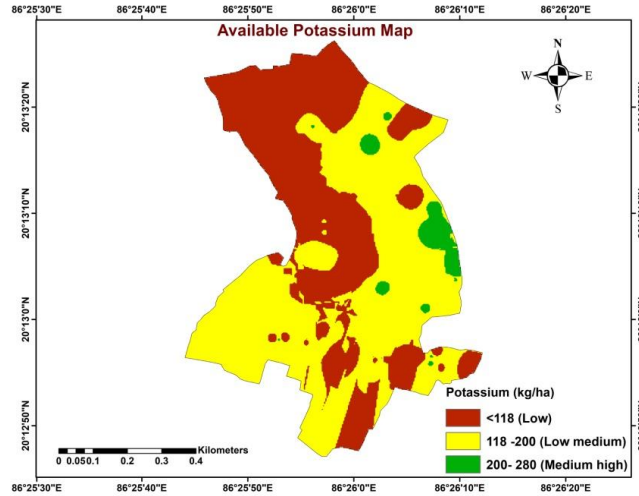 86°25'30"E 86°25'40"E 86°25'50"E 86°26'0"E 86°26'10"E 86°26'20"E
Available Potassium Map
N
W E
S
20°13'20"N
20°13'10"N
20°13'0"N
20°12'50"N
Potassium (kg/ha)
<118 (Low)
118 -200 (Low medium)
200- 280 (Medium high)
Kilometers
0 0.05 0.1 0.2 0.3 0.4
86°25'30"E 86°25'40"E 86°25'50"E 86°26'0"E 86°26'10"E 86°26'20"E